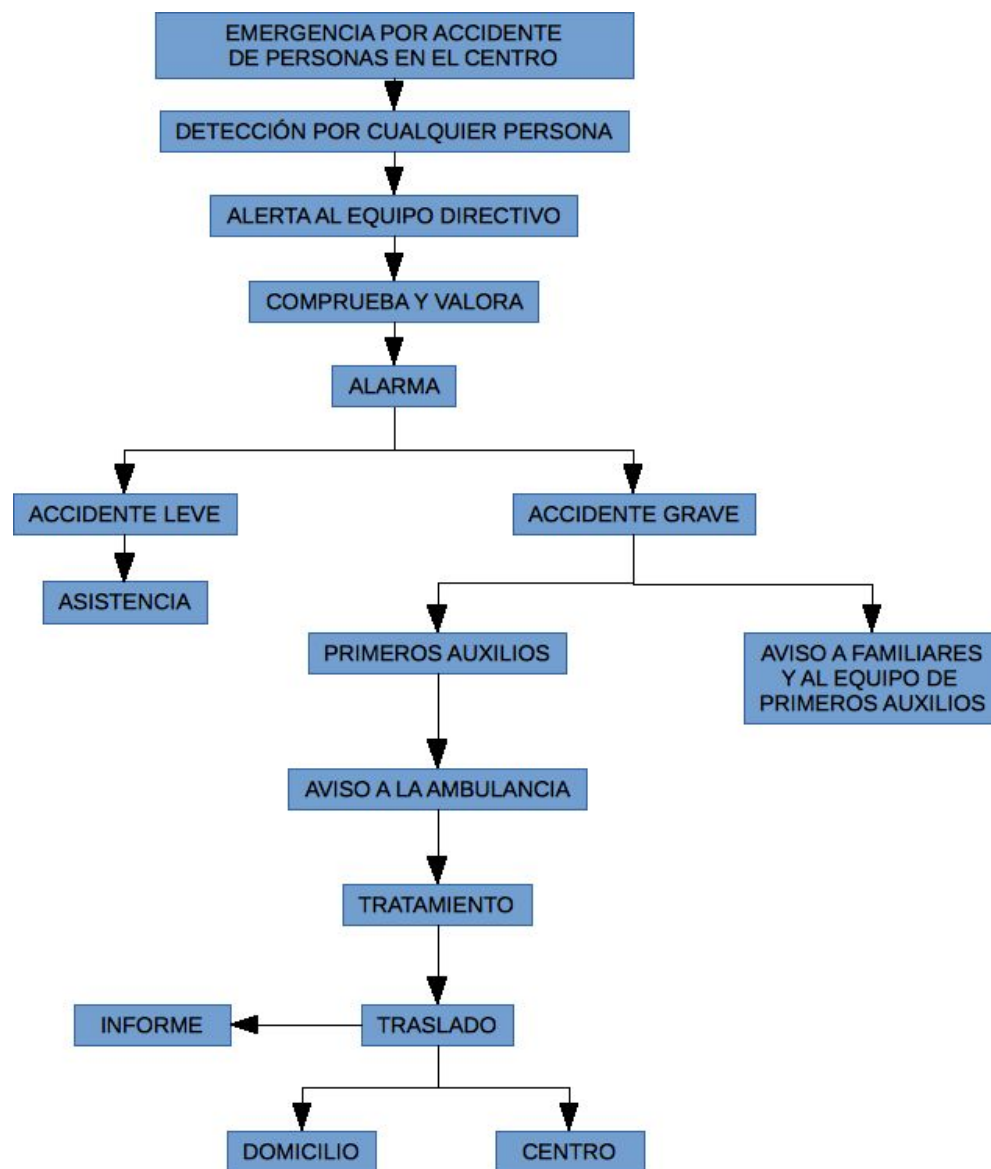 EMERGENCIA POR ACCIDENTE
DE PERSONAS EN EL CENTRO
DETECCIÓN POR CUALQUIER PERSONA
ALERTA AL EQUIPO DIRECTIVO
COMPRUEBA Y VALORA
ALARMA
ACCIDENTE LEVE
ACCIDENTE GRAVE
ASISTENCIA
PRIMEROS AUXILIOS
AVISO A FAMILIARES
Y AL EQUIPO DE
PRIMEROS AUXILIOS
AVISO A LA AMBULANCIA
TRATAMIENTO
INFORME
TRASLADO
DOMICILIO
CENTRO